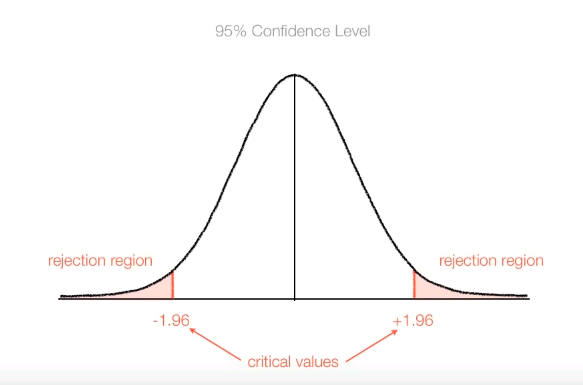 95% Confidence Level
rejection region
rejection region
-1.96
+1.96
critical values